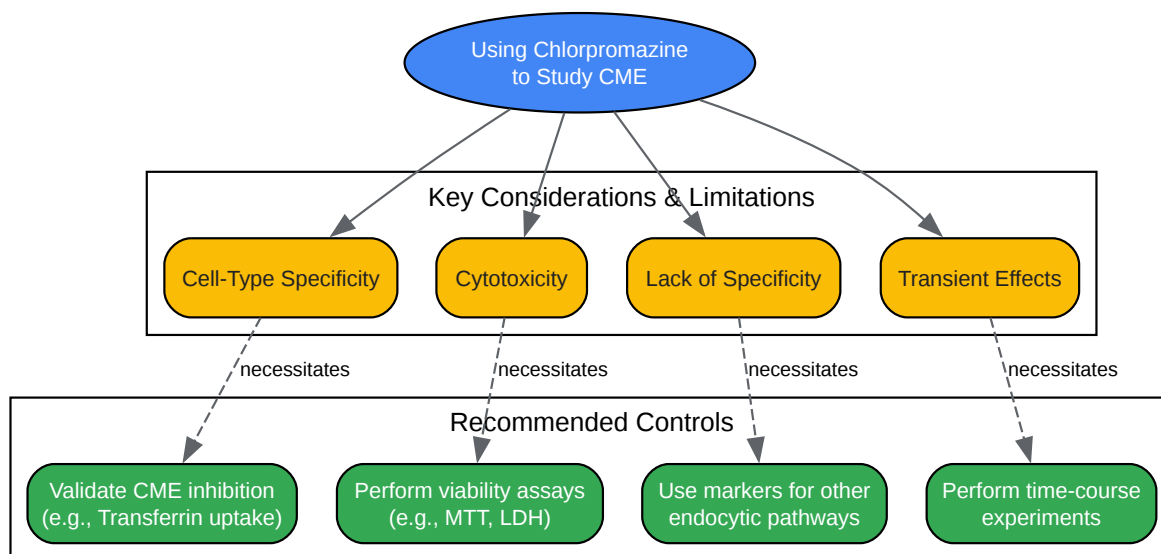 Using Chlorpromazine
to Study CME
Key Considerations & Limitations
Cell-Type Specificity
Cytotoxicity
Lack of Specificity
Transient Effects
necessitates
necessitates
necessitates
necessitates
Recommended Controls
Validate CME inhibition
(e.g., Transferrin uptake)
Perform viability assays
(e.g., MTT, LDH)
Use markers for other
endocytic pathways
Perform time-course
experiments